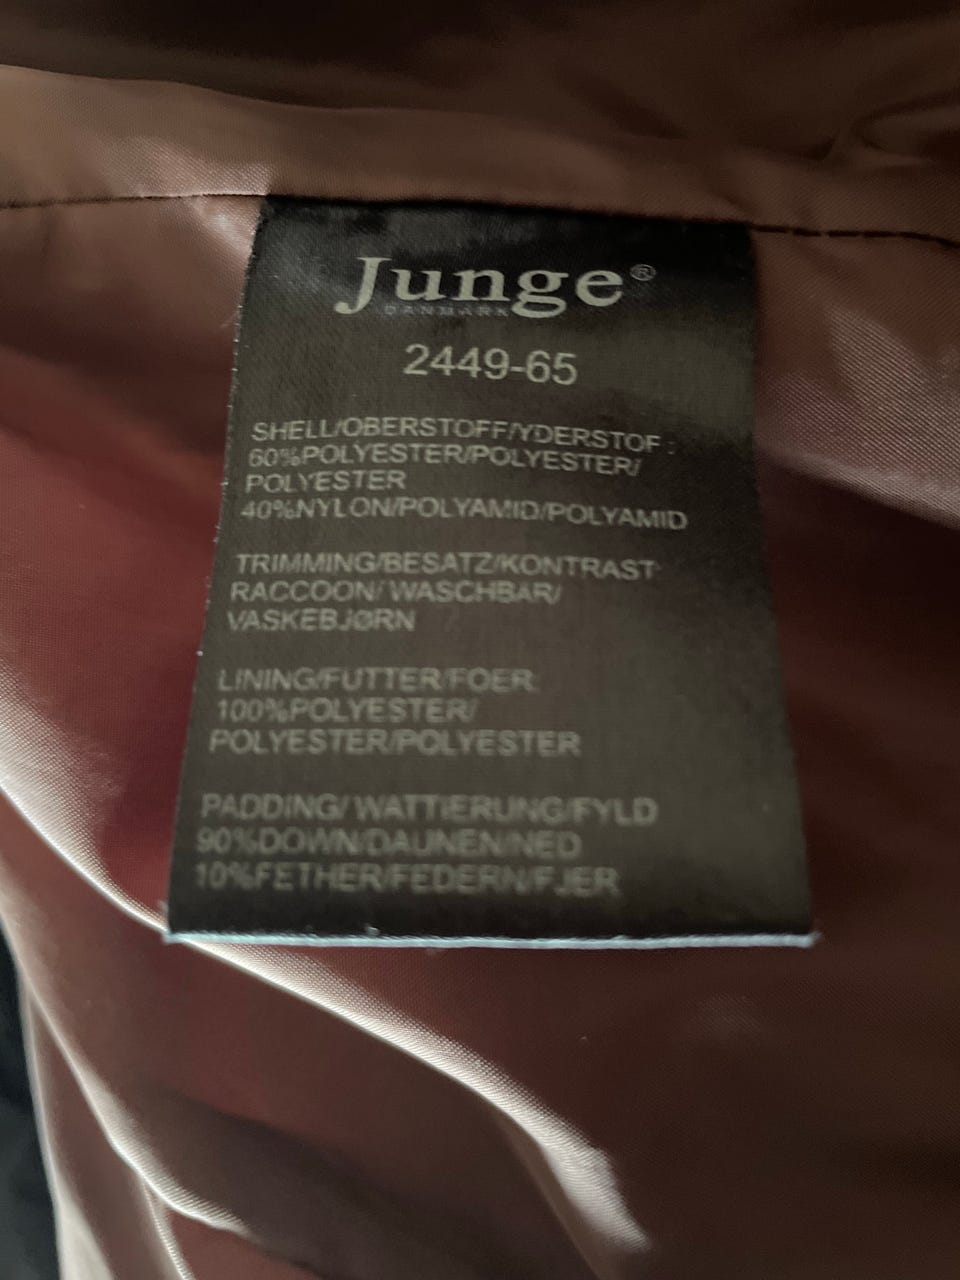 Junge®
DANMARK
2449-65
SHELL/OBERSTOFF/YDERSTOF :
60%POLYESTER/POLYESTER/
POLYESTER
40%NYLON/POLYAMID/POLYAMID
TRIMMING/BESATZ/KONTRAST
RACCOON/ WASCHBAR/
VASKEBJØRN
LINING/FUTTER/FOER
100%POLYESTER/
POLYESTER/POLYESTER
PADDING/ WATTIERUNG/FYLD
90%DOWN/DAUNEN/NED
10%FETHER/FEDERN/FJER